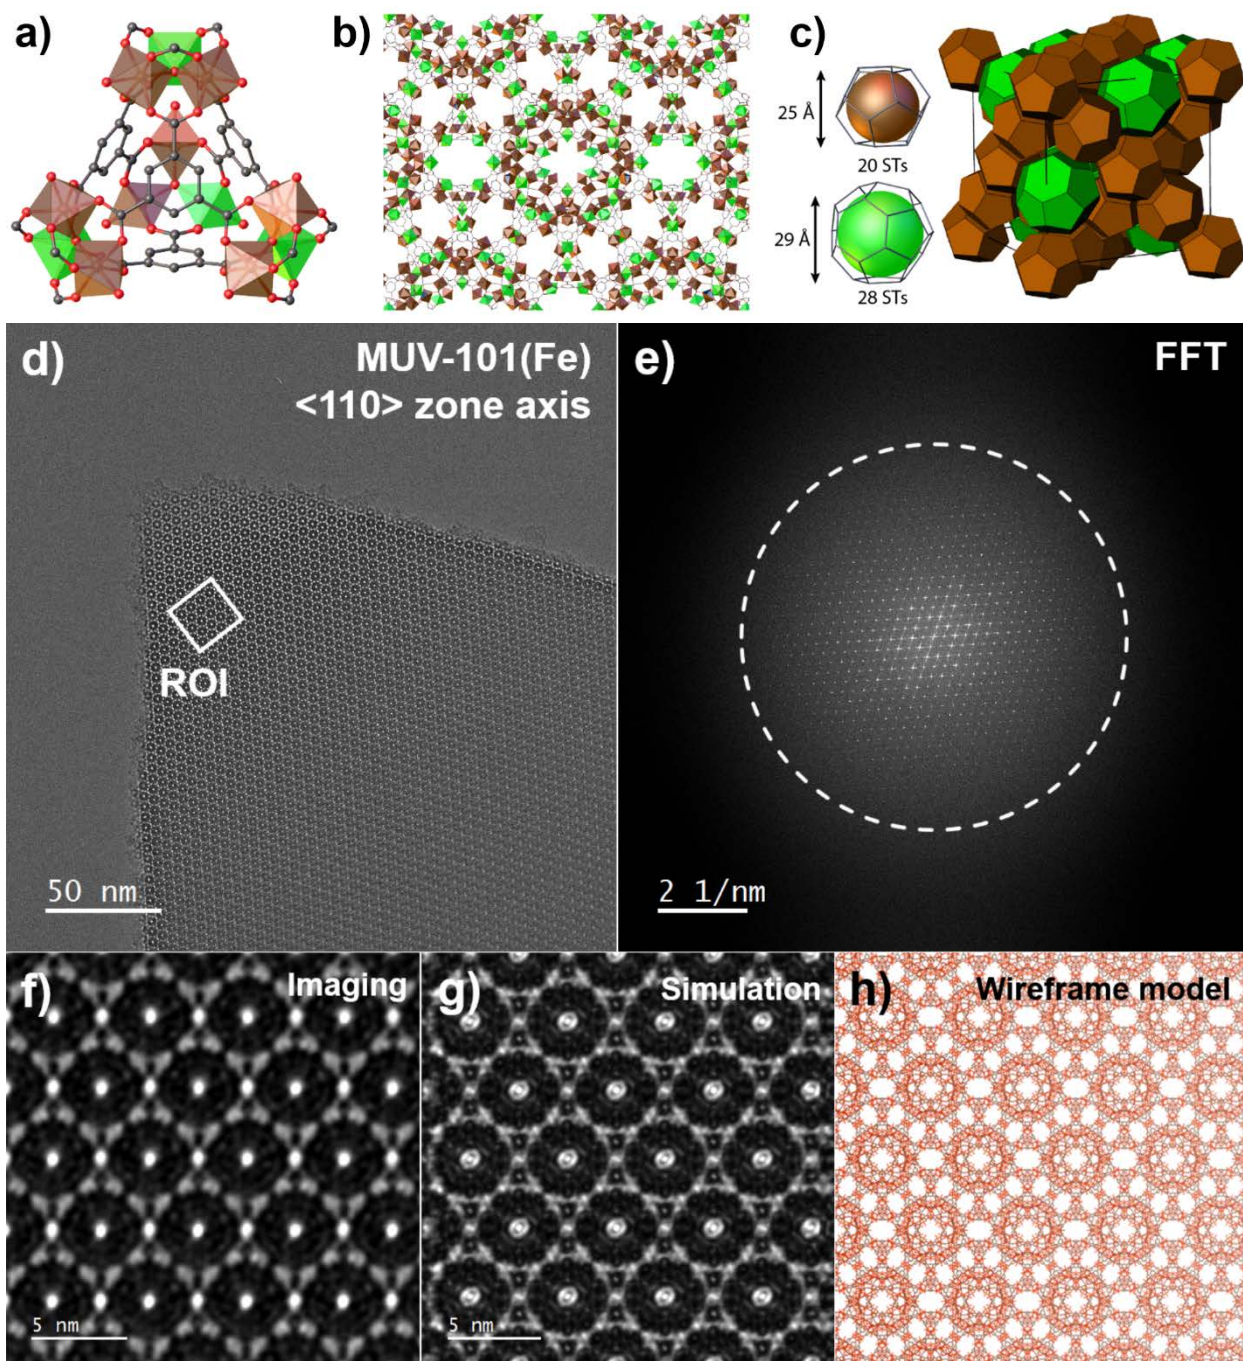 a)
b)
c)
25 Å
20 STs
29 Å
28 STs
d)
MUV-101(Fe)
<110> zone axis
ROI
50 nm
e)
FFT
2 1/nm
f)
Imaging
5 nm
g)
Simulation
5 nm
h)
Wireframe model